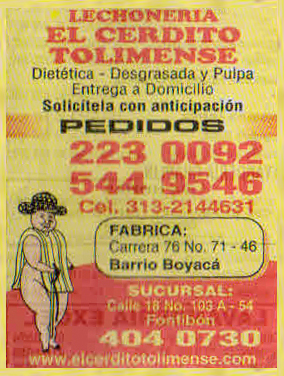 LECHONERIA
EL CERDITO
TOLIMENSE
Dietética - Desgrasada y Pulpa
Entrega a Domicilio
Solicítela con anticipación
PEDIDOS
223 0092
544 9546
Cel. 313-2144631
FABRICA:
Carrera 76 No. 71 - 46
Barrio Boyacá
SUCURSAL:
Calle 18 No. 103 A - 54
Fontibón
404 0730
www.elcerditotolimense.com